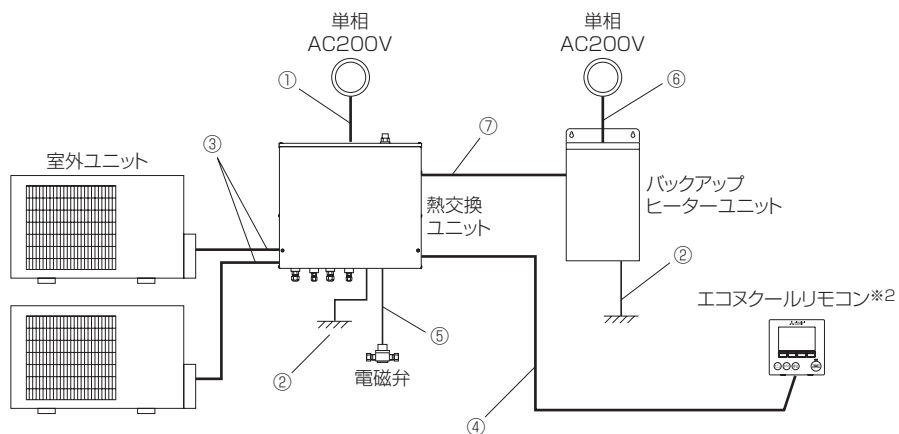 単相
AC200V
単相
AC200V
①
⑥
③
⑦
室外ユニット
熱交換
ユニット
バックアップ
ヒーターユニット
②
エコヌクールリモコン※2
⑤
②
電磁弁
④